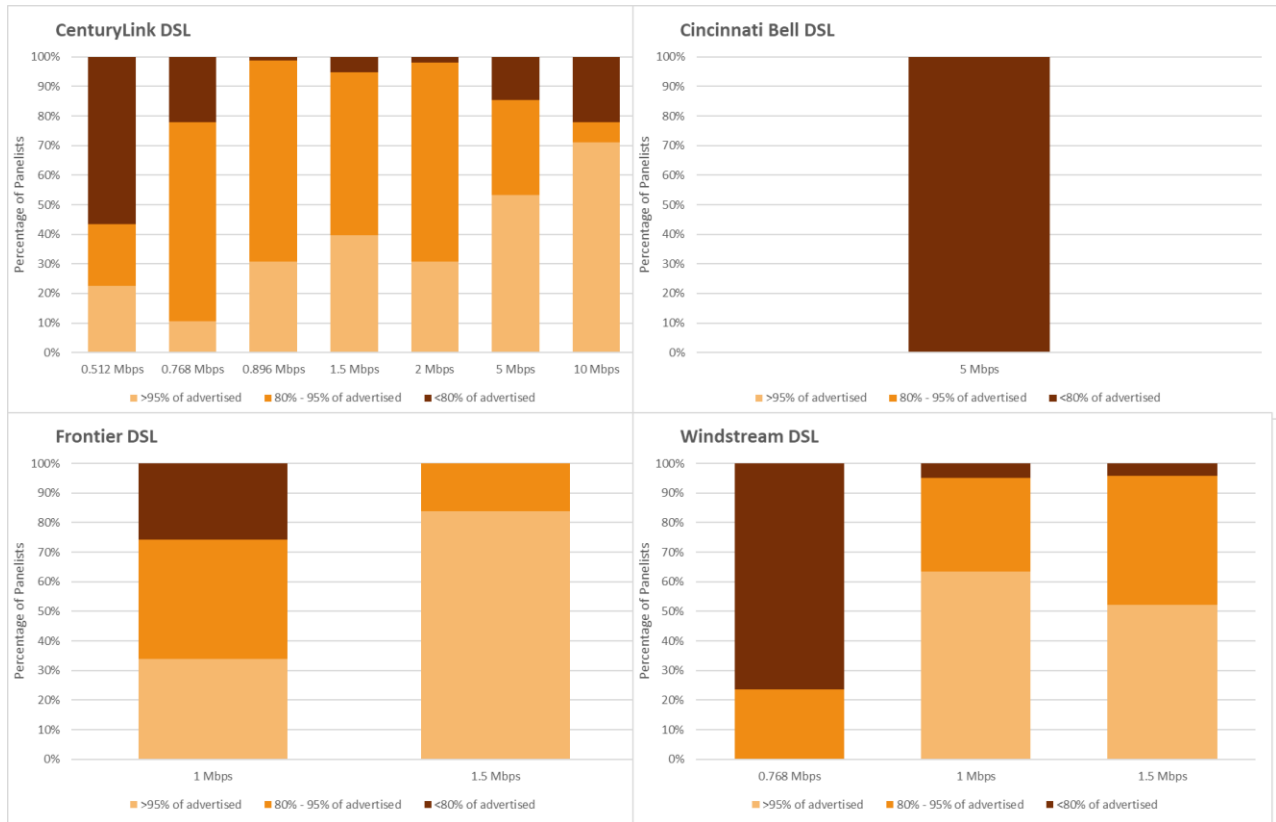 CenturyLink DSL
Percentage of Panelists
100%
90%
80%
70%
60%
50%
40%
30%
20%
10%
0%
0.512 Mbps 0.768 Mbps 0.896 Mbps 1.5 Mbps 2 Mbps 5 Mbps 10 Mbps
>95% of advertised 80% - 95% of advertised <80% of advertised
Cincinnati Bell DSL
Percentage of Panelists
100%
90%
80%
70%
60%
50%
40%
30%
20%
10%
0%
5 Mbps
>95% of advertised 80% - 95% of advertised <80% of advertised
Frontier DSL
Percentage of Panelists
100%
90%
80%
70%
60%
50%
40%
30%
20%
10%
0%
1 Mbps 1.5 Mbps
>95% of advertised 80% - 95% of advertised <80% of advertised
Windstream DSL
Percentage of Panelists
100%
90%
80%
70%
60%
50%
40%
30%
20%
10%
0%
0.768 Mbps 1 Mbps 1.5 Mbps
>95% of advertised 80% - 95% of advertised <80% of advertised